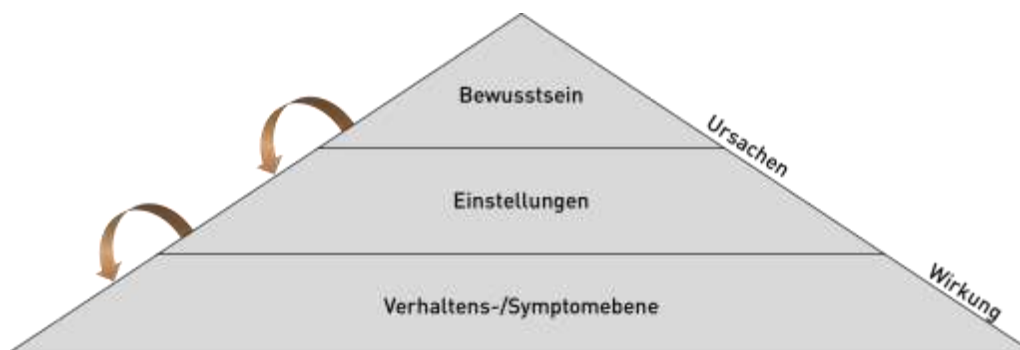 Bewusstsein
Ursachen
Einstellungen
Wirkung
Verhaltens-/Symptomebene